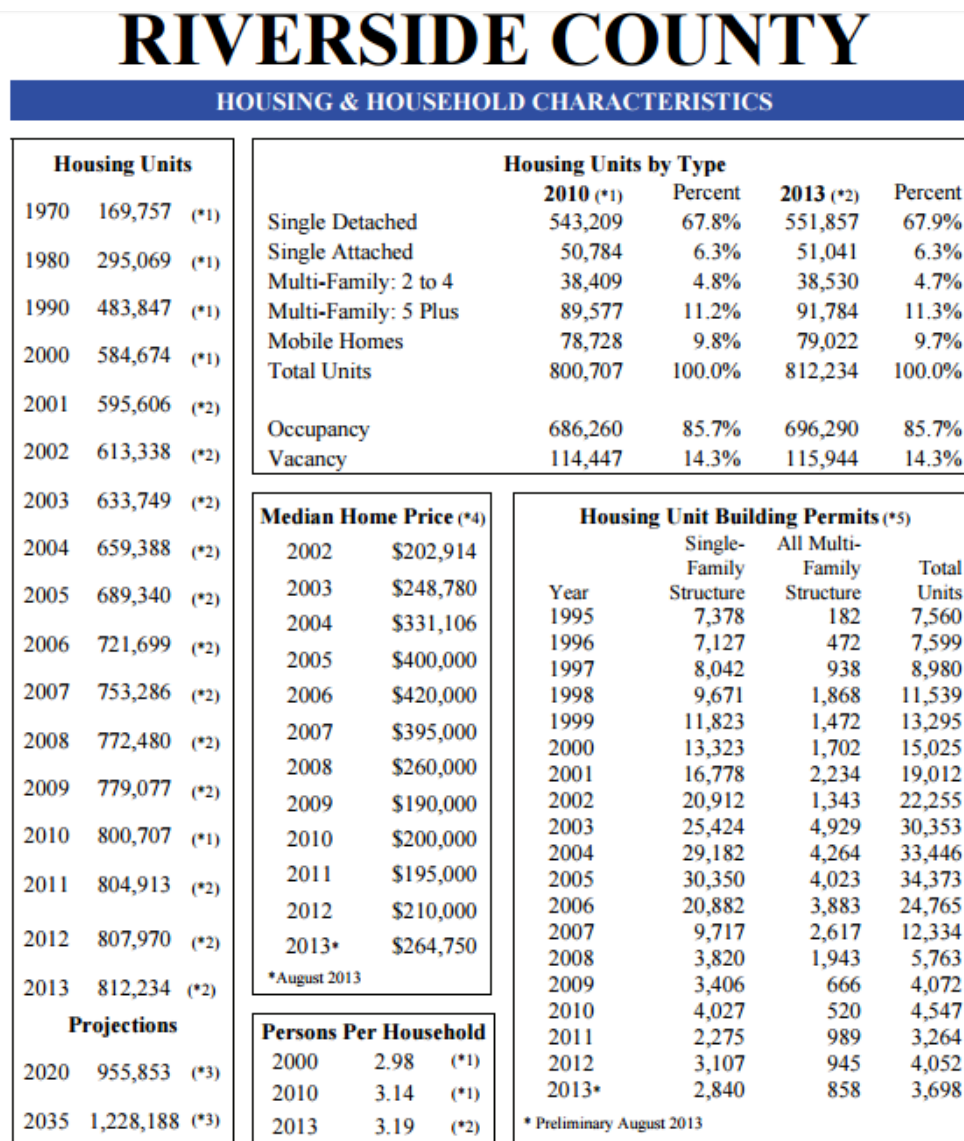 RIVERSIDE COUNTY
HOUSING & HOUSEHOLD CHARACTERISTICS
Housing Units
1970 169,757 (*1)
1980 295,069 (*1)
1990 483,847 (*1)
2000 584,674 (*1)
2001 595,606 (*2)
2002 613,338 (*2)
2003 633,749 (*2)
2004 659,388 (*2)
2005 689,340 (*2)
2006 721,699 (*2)
2007 753,286 (*2)
2008 772,480 (*2)
2009 779,077 (*2)
2010 800,707 (*1)
2011 804,913 (*2)
2012 807,970 (*2)
2013 812,234 (*2)
Projections
2020 955,853 (*3)
2035 1,228,188 (*3)
Housing Units by Type
2010 (*1) Percent 2013 (*2) Percent
Single Detached 543,209 67.8% 551,857 67.9%
Single Attached 50,784 6.3% 51,041 6.3%
Multi-Family: 2 to 4 38,409 4.8% 38,530 4.7%
Multi-Family: 5 Plus 89,577 11.2% 91,784 11.3%
Mobile Homes 78,728 9.8% 79,022 9.7%
Total Units 800,707 100.0% 812,234 100.0%
Occupancy 686,260 85.7% 696,290 85.7%
Vacancy 114,447 14.3% 115,944 14.3%
Median Home Price (*4)
2002 $202,914
2003 $248,780
2004 $331,106
2005 $400,000
2006 $420,000
2007 $395,000
2008 $260,000
2009 $190,000
2010 $200,000
2011 $195,000
2012 $210,000
2013* $264,750
*August 2013
Persons Per Household
2000 2.98 (*1)
2010 3.14 (*1)
2013 3.19 (*2)
Housing Unit Building Permits (*5)
Single- All Multi-
Family Family Total
Year Structure Structure Units
1995 7,378 182 7,560
1996 7,127 472 7,599
1997 8,042 938 8,980
1998 9,671 1,868 11,539
1999 11,823 1,472 13,295
2000 13,323 1,702 15,025
2001 16,778 2,234 19,012
2002 20,912 1,343 22,255
2003 25,424 4,929 30,353
2004 29,182 4,264 33,446
2005 30,350 4,023 34,373
2006 20,882 3,883 24,765
2007 9,717 2,617 12,334
2008 3,820 1,943 5,763
2009 3,406 666 4,072
2010 4,027 520 4,547
2011 2,275 989 3,264
2012 3,107 945 4,052
2013* 2,840 858 3,698
* Preliminary August 2013